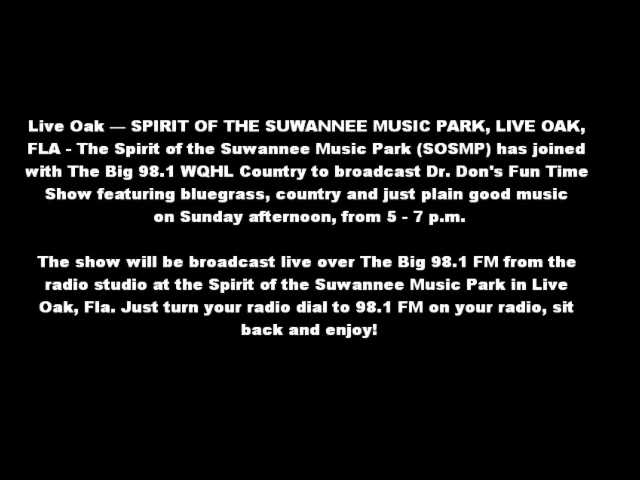 Live Oak — SPIRIT OF THE SUWANNEE MUSIC PARK, LIVE OAK,
FLA - The Spirit of the Suwannee Music Park (SOSMP) has joined
with The Big 98.1 WQHL Country to broadcast Dr. Don's Fun Time
Show featuring bluegrass, country and just plain good music
on Sunday afternoon, from 5 - 7 p.m.
The show will be broadcast live over The Big 98.1 FM from the
radio studio at the Spirit of the Suwannee Music Park in Live
Oak, Fla. Just turn your radio dial to 98.1 FM on your radio, sit
back and enjoy!